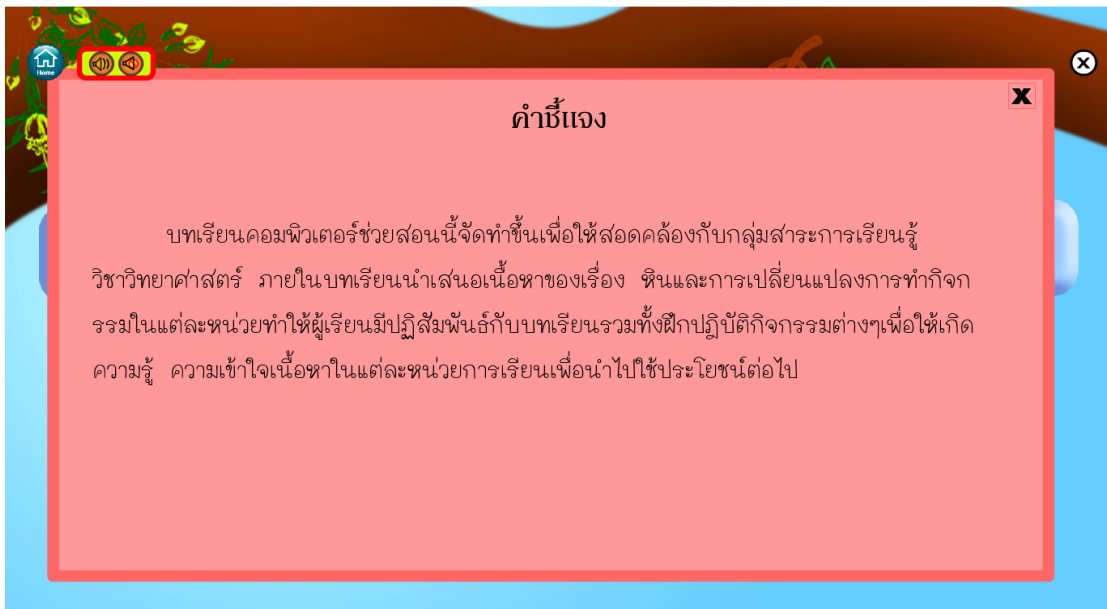 Home
คำชี้แจง
บทเรียนคอมพิวเตอร์ช่วยสอนนี้จัดทำขึ้นเพื่อให้สอดคล้องกับกลุ่มสาระการเรียนรู้
วิชาวิทยาศาสตร์ ภายในบทเรียนนำเสนอเนื้อหาของเรื่อง หินและการเปลี่ยนแปลงการทำกิจก
รรมในแต่ละหน่วยทำให้ผู้เรียนมีปฏิสัมพันธ์กับบทเรียนรวมทั้งฝึกปฎิบัติกิจกรรมต่างๆเพื่อให้เกิด
ความรู้ ความเข้าใจเนื้อหาในแต่ละหน่วยการเรียนเพื่อนำไปใช้ประโยชน์ต่อไป